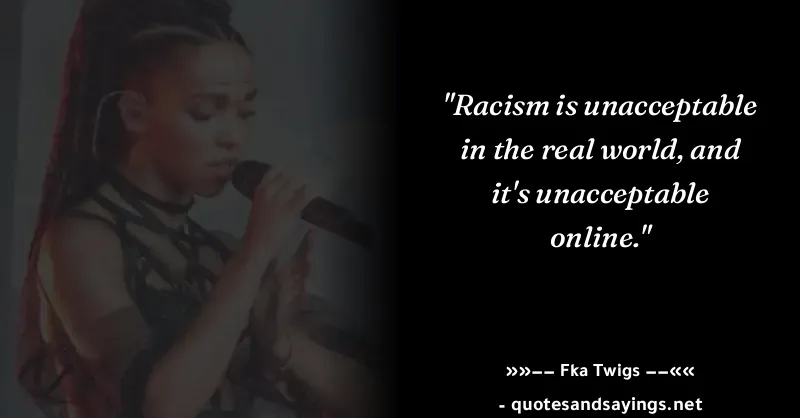 "Racism is unacceptable
in the real world, and
it's unacceptable
online."
»»–– Fka Twigs ––««
- quotesandsayings.net